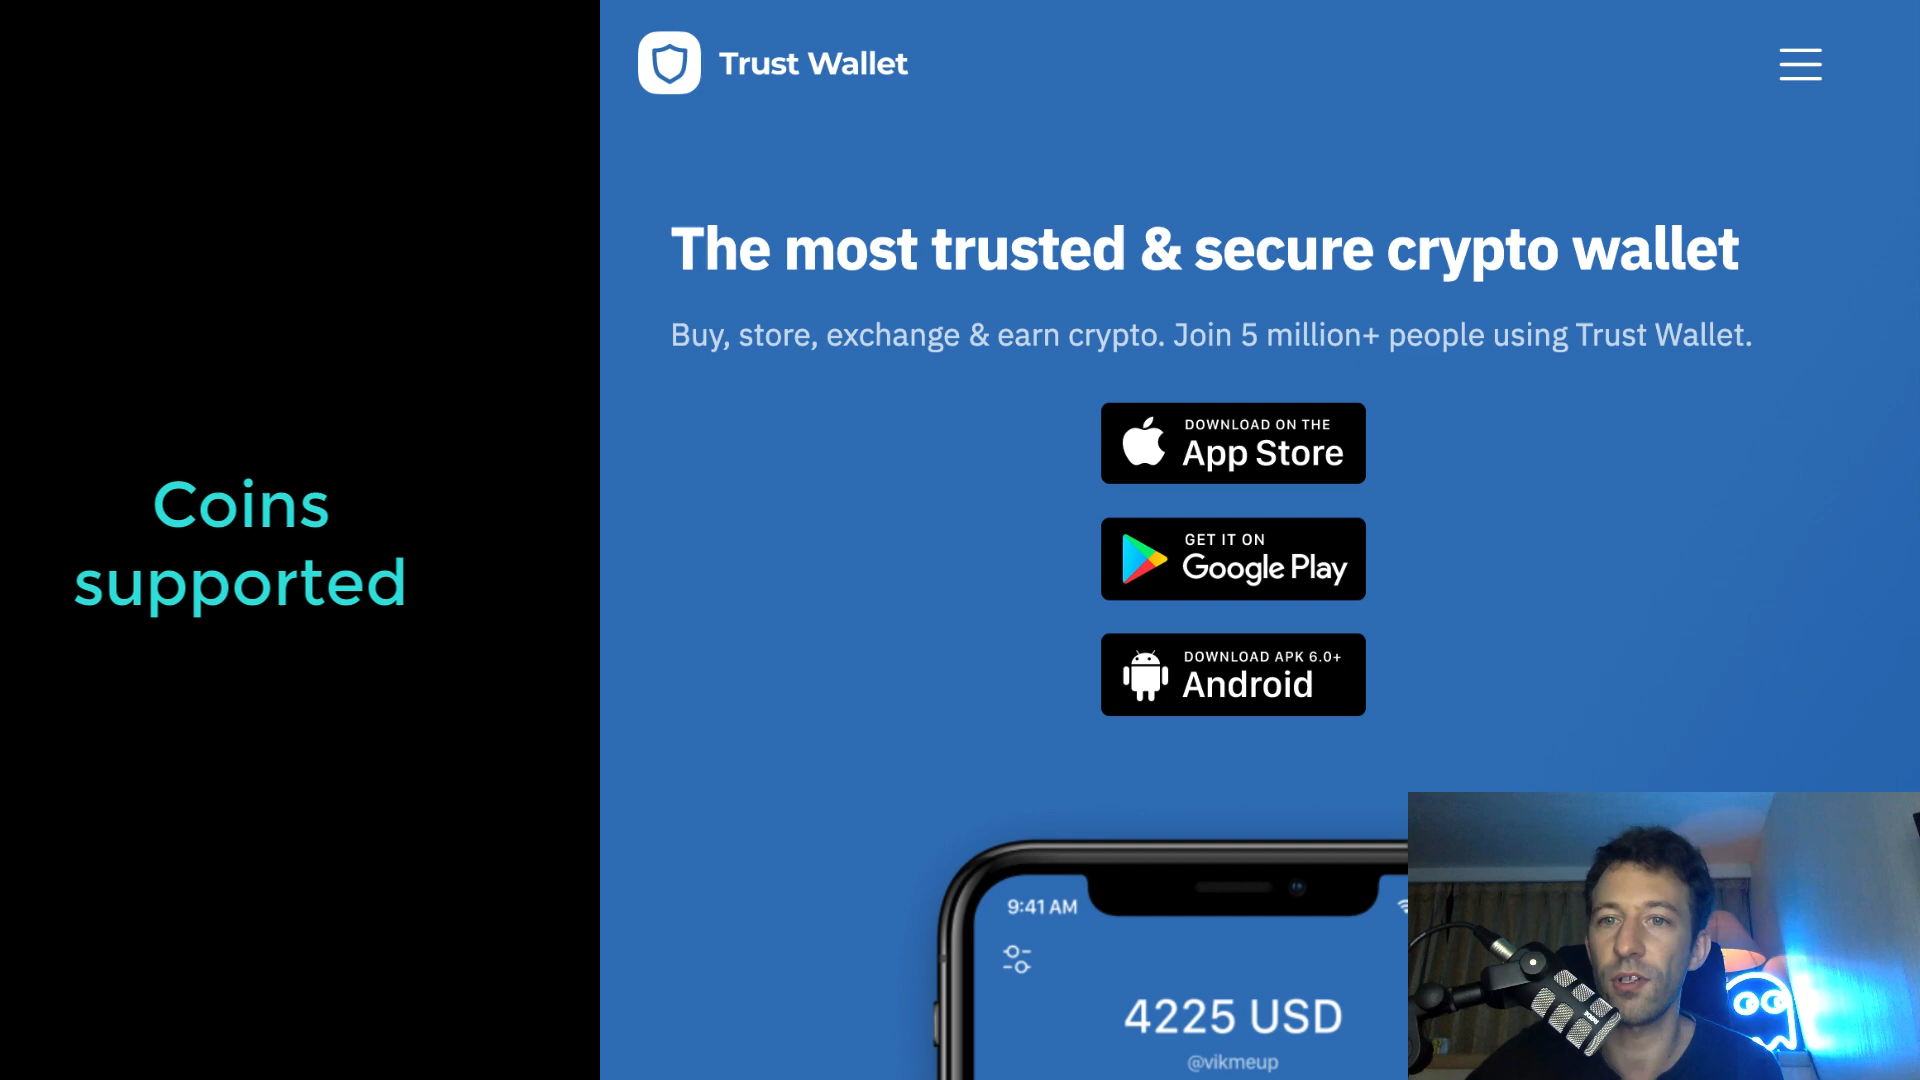 Coins
supported
Trust Wallet
The most trusted & secure crypto wallet
Buy, store, exchange & earn crypto. Join 5 million+ people using Trust Wallet.
DOWNLOAD ON THE
App Store
GET IT ON
Google Play
DOWNLOAD APK 6.0+
Android
9:41 AM
4225 USD
@vikmeup